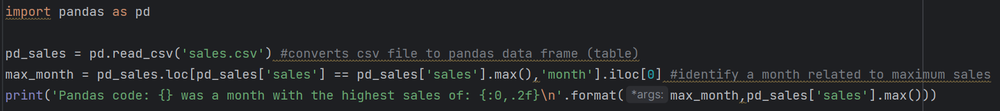 import pandas as pd
pd_sales = pd.read_csv('sales.csv') #converts csv file to pandas data frame (table)
max_month = pd_sales.loc[pd_sales['sales'] == pd_sales['sales'].max(),'month'].iloc[0] #identify a month related to maximum sales
print('Pandas code: {} was a month with the highest sales of: {:0,.2f}\n'.format( *args: max_month,pd_sales['sales'].max()))